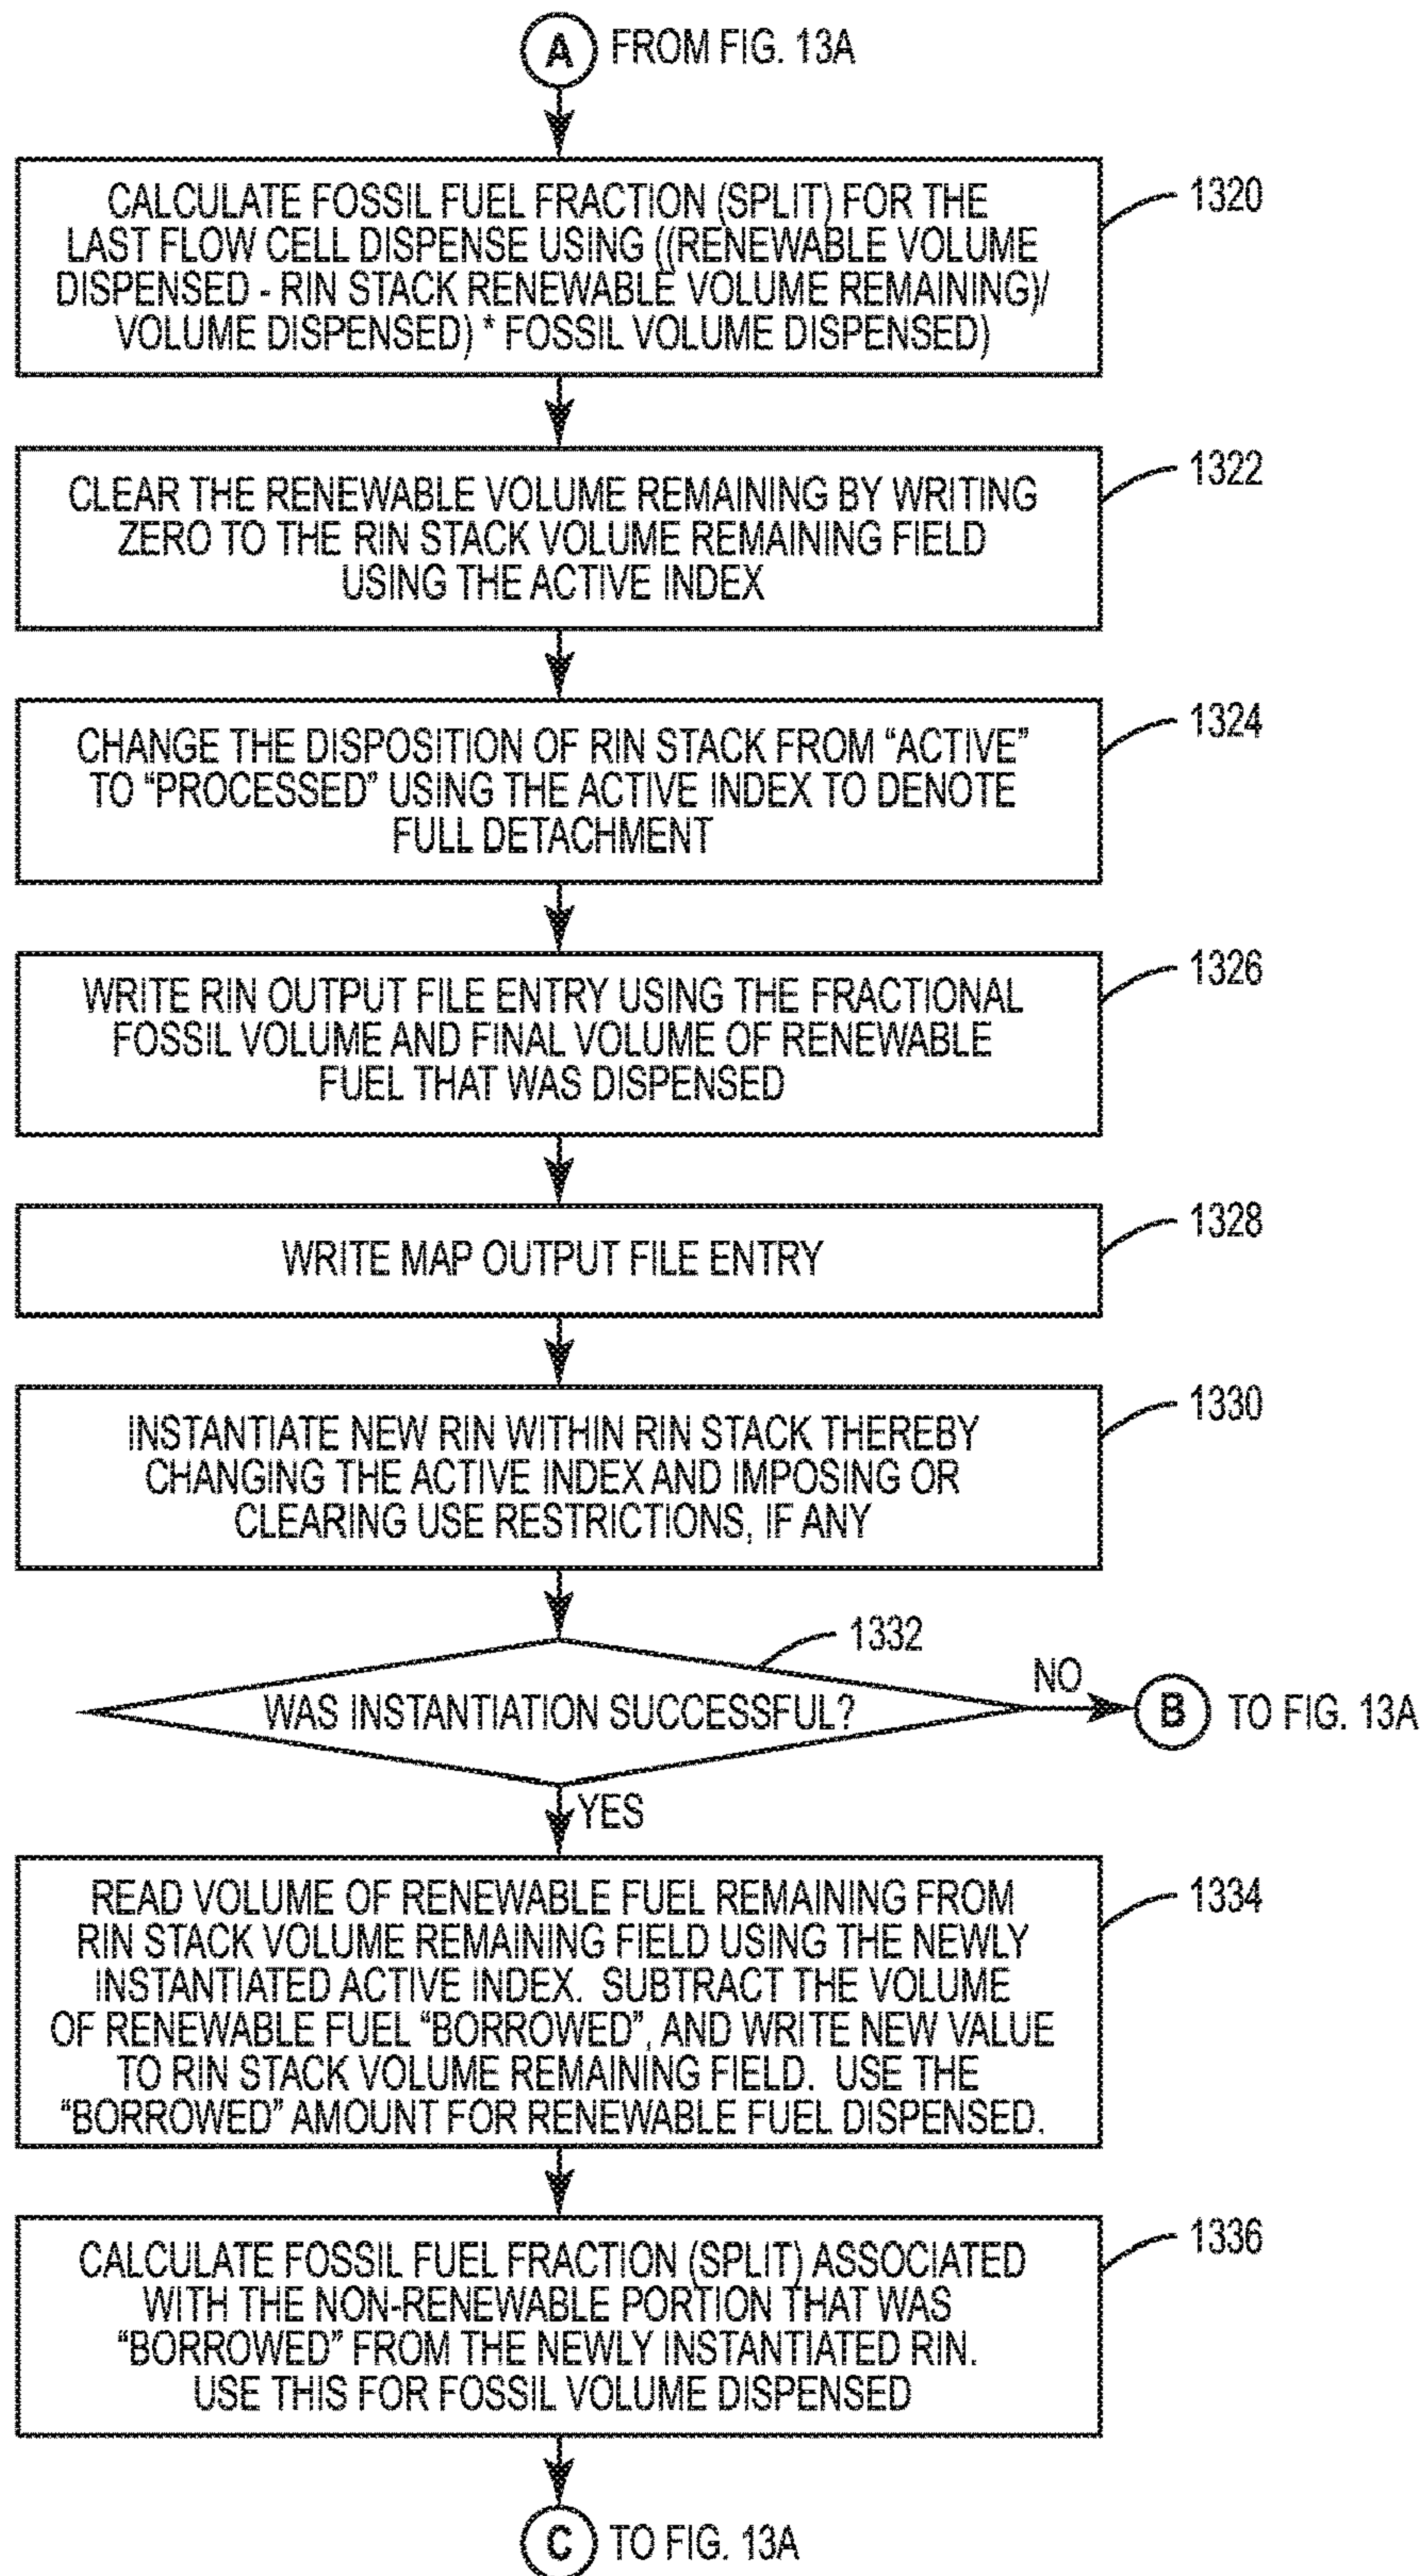 A FROM FIG. 13A
CALCULATE FOSSIL FUEL FRACTION (SPLIT) FOR THE
LAST FLOW CELL DISPENSE USING ((RENEWABLE VOLUME
DISPENSED - RIN STACK RENEWABLE VOLUME REMAINING)/
VOLUME DISPENSED) * FOSSIL VOLUME DISPENSED)
1320
CLEAR THE RENEWABLE VOLUME REMAINING BY WRITING
ZERO TO THE RIN STACK VOLUME REMAINING FIELD
USING THE ACTIVE INDEX
1322
CHANGE THE DISPOSITION OF RIN STACK FROM “ACTIVE”
TO “PROCESSED” USING THE ACTIVE INDEX TO DENOTE
FULL DETACHMENT
1324
WRITE RIN OUTPUT FILE ENTRY USING THE FRACTIONAL
FOSSIL VOLUME AND FINAL VOLUME OF RENEWABLE
FUEL THAT WAS DISPENSED
1326
WRITE MAP OUTPUT FILE ENTRY
1328
INSTANTIATE NEW RIN WITHIN RIN STACK THEREBY
CHANGING THE ACTIVE INDEX AND IMPOSING OR
CLEARING USE RESTRICTIONS, IF ANY
1330
1332
WAS INSTANTIATION SUCCESSFUL?
NO
B TO FIG. 13A
YES
READ VOLUME OF RENEWABLE FUEL REMAINING FROM
RIN STACK VOLUME REMAINING FIELD USING THE NEWLY
INSTANTIATED ACTIVE INDEX. SUBTRACT THE VOLUME
OF RENEWABLE FUEL “BORROWED”, AND WRITE NEW VALUE
TO RIN STACK VOLUME REMAINING FIELD. USE THE
“BORROWED” AMOUNT FOR RENEWABLE FUEL DISPENSED.
1334
CALCULATE FOSSIL FUEL FRACTION (SPLIT) ASSOCIATED
WITH THE NON-RENEWABLE PORTION THAT WAS
“BORROWED” FROM THE NEWLY INSTANTIATED RIN.
USE THIS FOR FOSSIL VOLUME DISPENSED
1336
C TO FIG. 13A